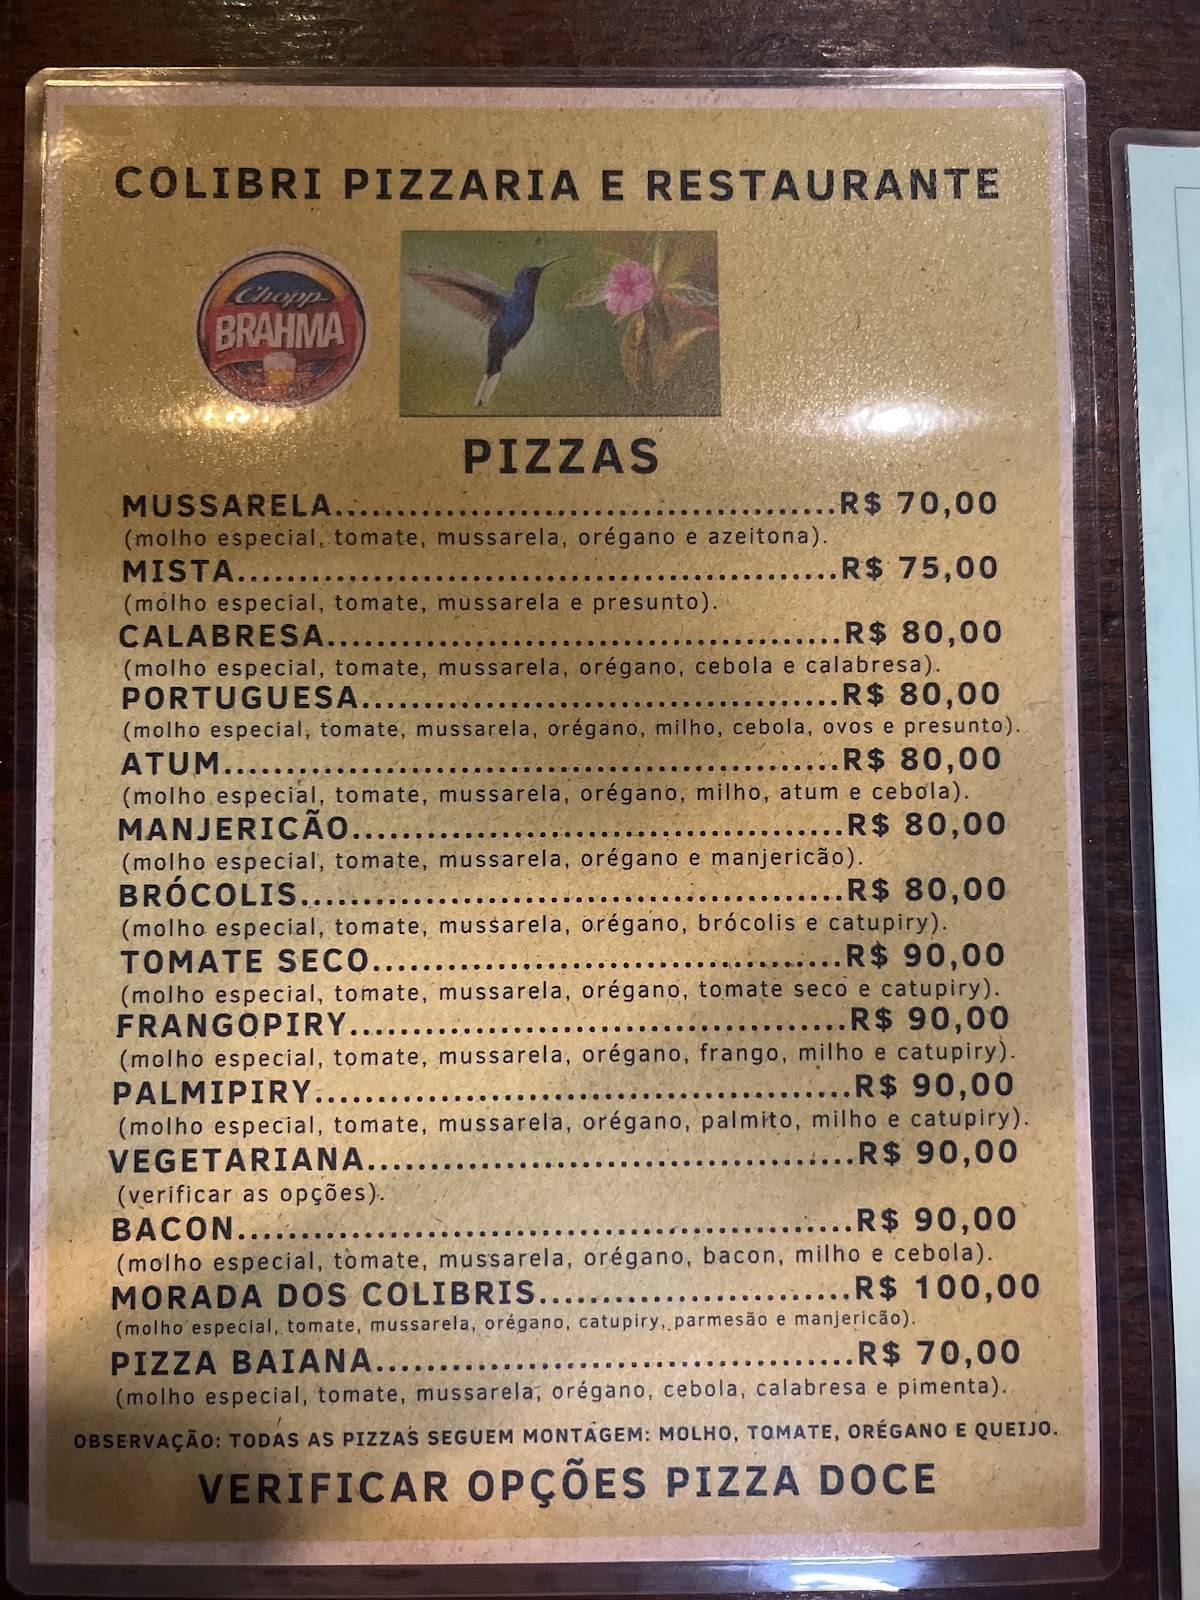 COLIBRI PIZZARIA E RESTAURANTE
Chopp
BRAHMA
PIZZAS
MUSSARELA........................................R$ 70,00
(molho especial, tomate, mussarela, orégano e azeitona).
MISTA................................................R$ 75,00
(molho especial, tomate, mussarela e presunto).
CALABRESA.........................................R$ 80,00
(molho especial, tomate, mussarela, orégano, cebola e calabresa).
PORTUGUESA......................................R$ 80,00
(molho especial, tomate, mussarela, orégano, milho, cebola, ovos e presunto).
ATUM.................................................R$ 80,00
(molho especial, tomate, mussarela, orégano, milho, atum e cebola).
MANJERICÃO.......................................R$ 80,00
(molho especial, tomate, mussarela, orégano e manjericão).
BRÓCOLIS...........................................R$ 80,00
(molho especial, tomate, mussarela, orégano, brócolis e catupiry).
TOMATE SECO.....................................R$ 90,00
(molho especial, tomate, mussarela, orégano, tomate seco e catupiry).
FRANGOPIRY.......................................R$ 90,00
(molho especial, tomate, mussarela, orégano, frango, milho e catupiry).
PALMIPIRY..........................................R$ 90,00
(molho especial, tomate, mussarela, orégano, palmito, milho e catupiry).
VEGETARIANA......................................R$ 90,00
(verificar as opções).
BACON................................................R$ 90,00
(molho especial, tomate, mussarela, orégano, bacon, milho e cebola).
MORADA DOS COLIBRIS.........................R$ 100,00
(molho especial, tomate, mussarela, orégano, catupiry, parmesão e manjericão).
PIZZA BAIANA......................................R$ 70,00
(molho especial, tomate, mussarela, orégano, cebola, calabresa e pimenta).
OBSERVAÇÃO: TODAS AS PIZZAS SEGUEM MONTAGEM: MOLHO, TOMATE, ORÉGANO E QUEIJO.
VERIFICAR OPÇÕES PIZZA DOCE